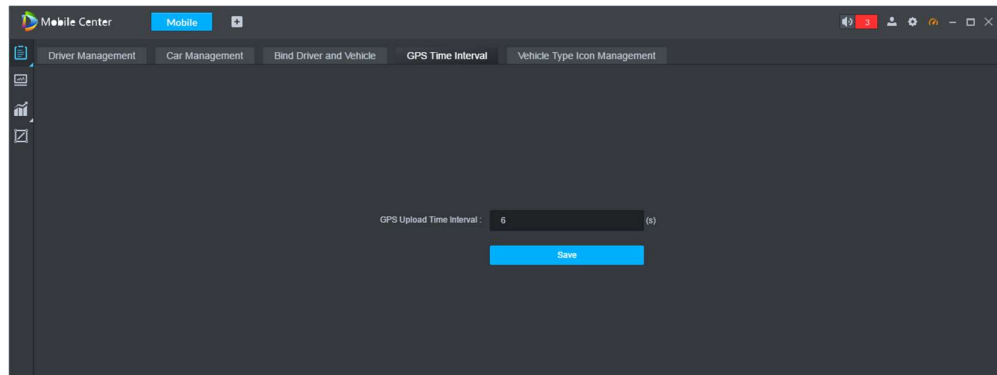 Mobile Center Mobile 3
Driver Management Car Management Bind Driver and Vehicle GPS Time Interval Vehicle Type Icon Management
GPS Upload Time Interval : 6 (s)
Save